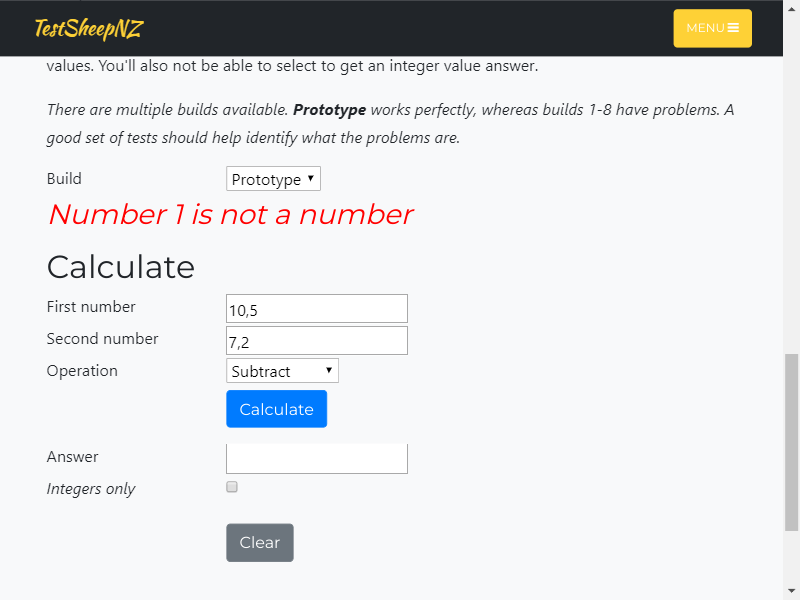 TestSheepNZ
MENU
values. You'll also not be able to select to get an integer value answer.
There are multiple builds available. Prototype works perfectly, whereas builds 1-8 have problems. A
good set of tests should help identify what the problems are.
Build Prototype
Number 1 is not a number
Calculate
First number 10,5
Second number 7,2
Operation Subtract
Calculate
Answer
Integers only
Clear